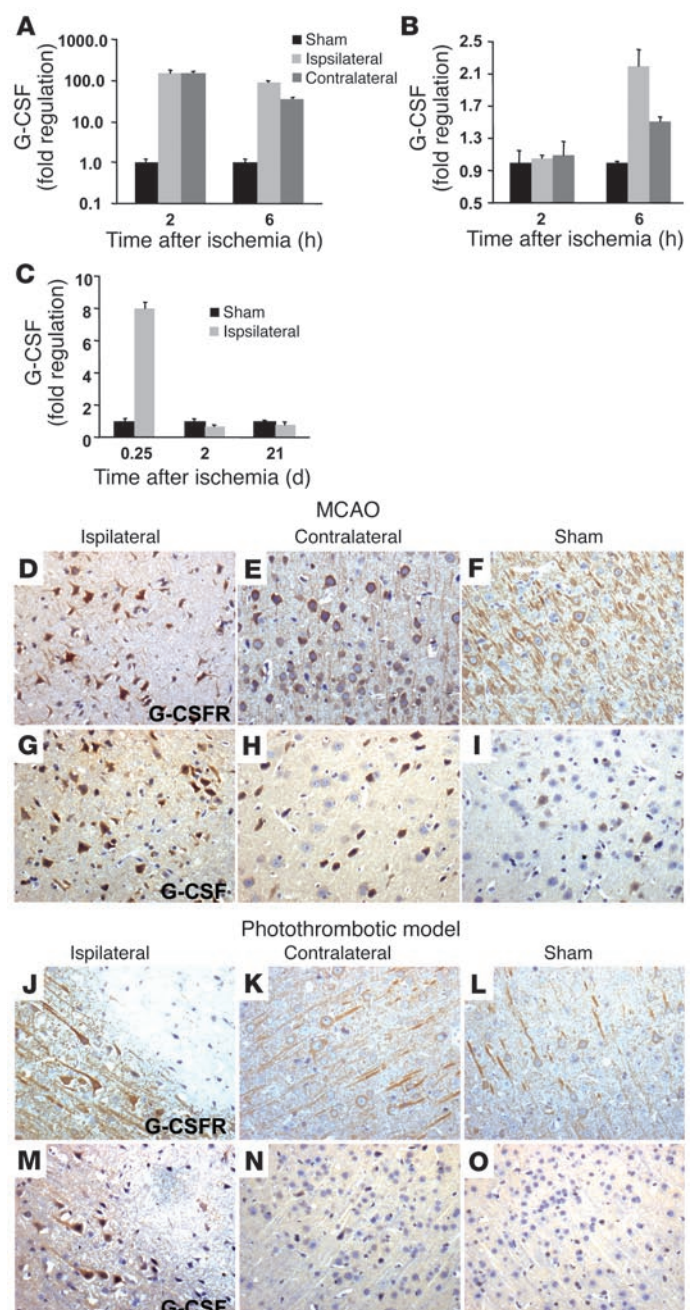 A
G-CSF
(fold regulation)
1000.0
100.0
10.0
1.0
0.1
Sham
Ispsilateral
Contralateral
2
6
Time after ischemia (h)
B
G-CSF
(fold regulation)
2.5
2.1
1.7
1.3
0.9
0.5
2
6
Time after ischemia (h)
C
G-CSF
(fold regulation)
10
8
6
4
2
0
Sham
Ispsilateral
0.25
2
21
Time after ischemia (d)
MCAO
Ispilateral
Contralateral
Sham
D
G-CSFR
E
F
G
G-CSF
H
I
Photothrombotic model
Ispilateral
Contralateral
Sham
J
G-CSFR
K
L
M
G-CSF
N
O